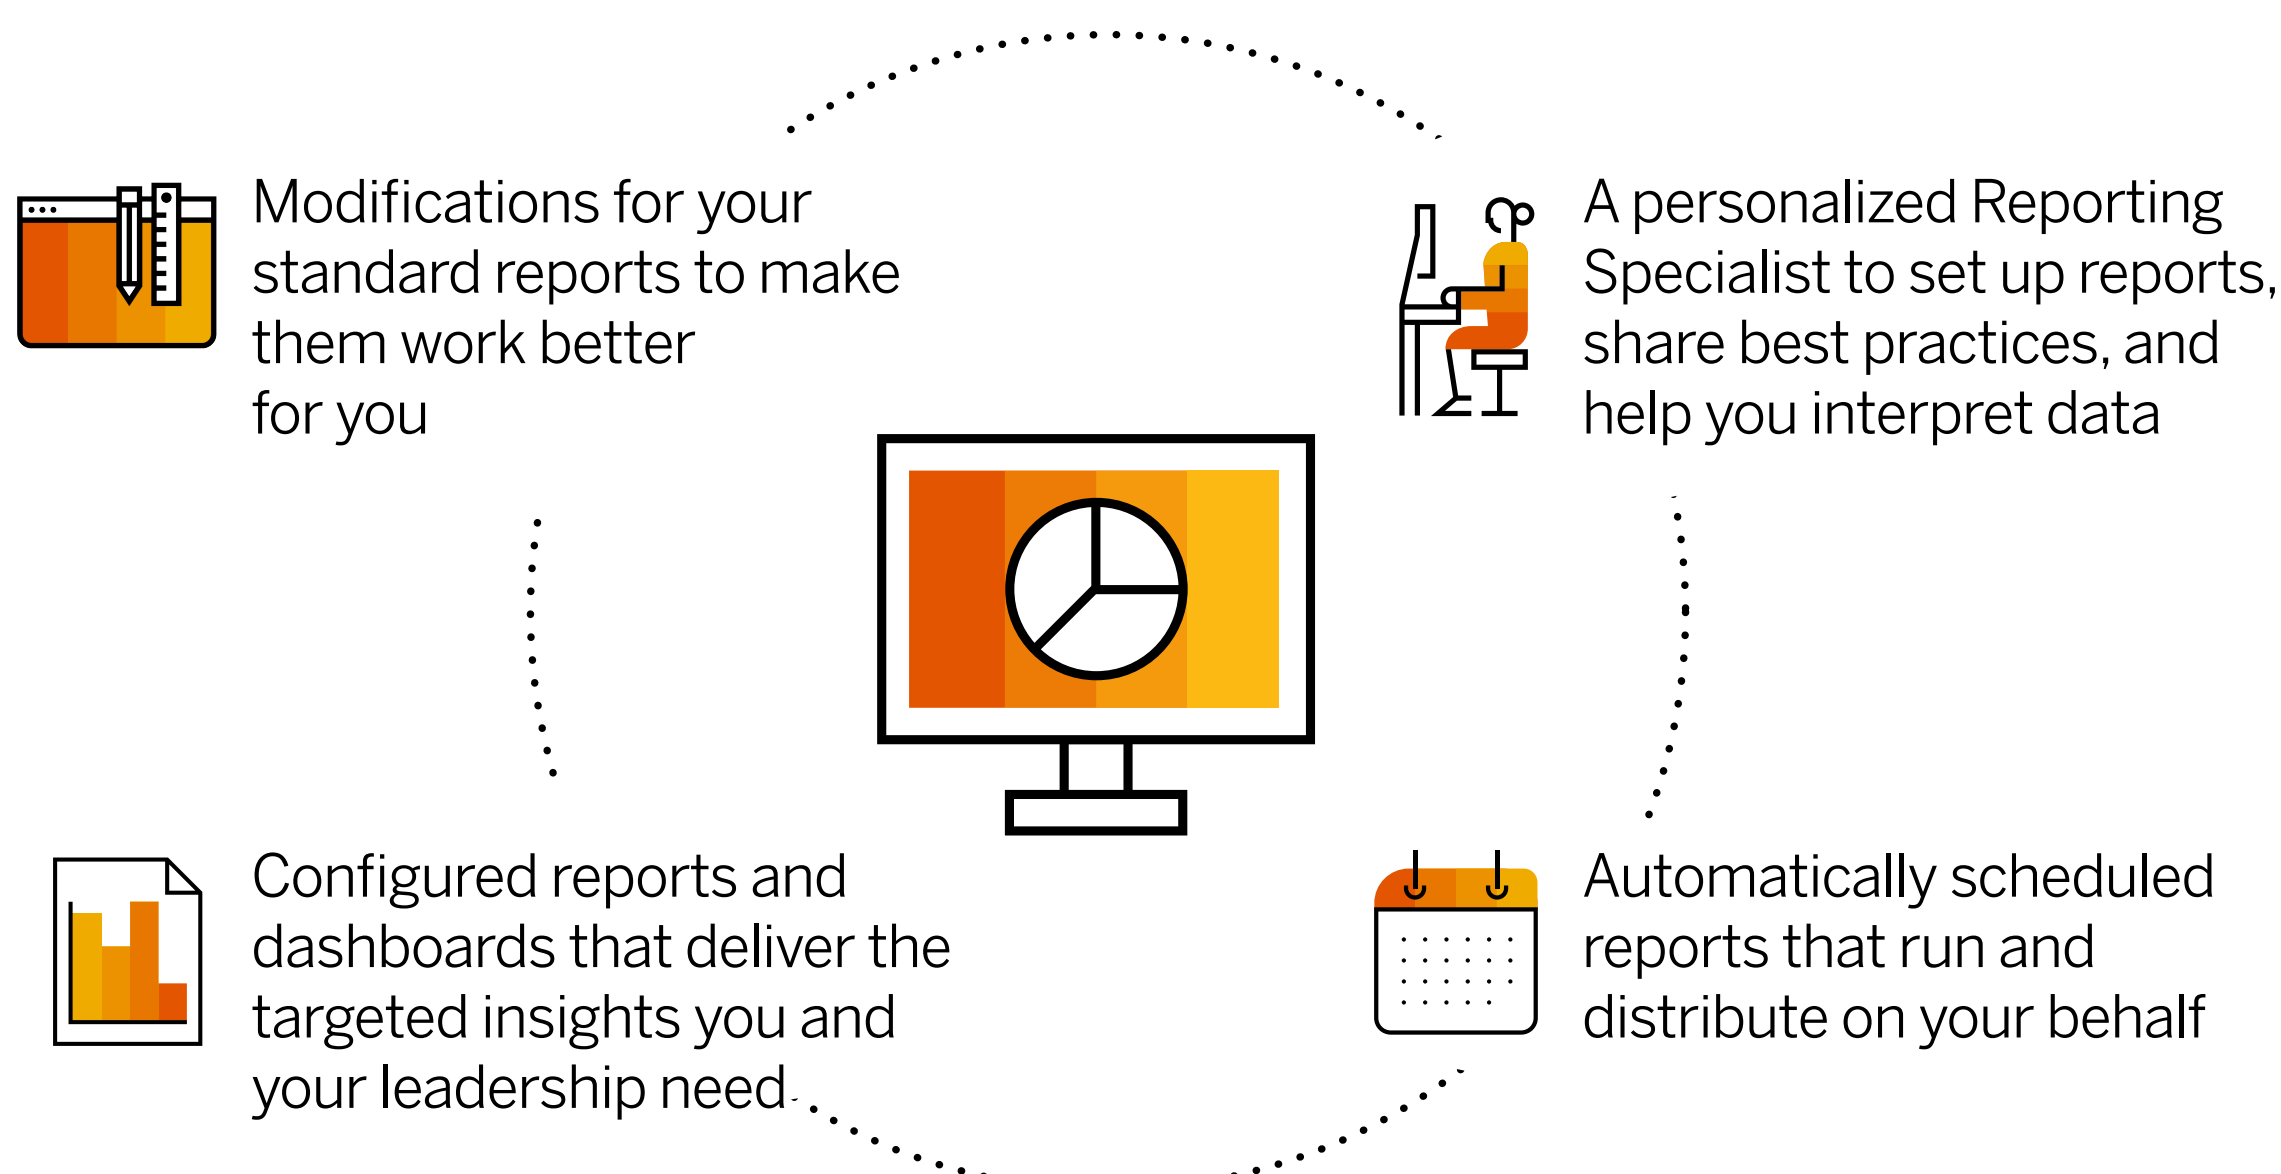 Modifications for your
standard reports to make
them work better
for you
A personalized Reporting
Specialist to set up reports,
share best practices, and
help you interpret data
Configured reports and
dashboards that deliver the
targeted insights you and
your leadership need
Automatically scheduled
reports that run and
distribute on your behalf